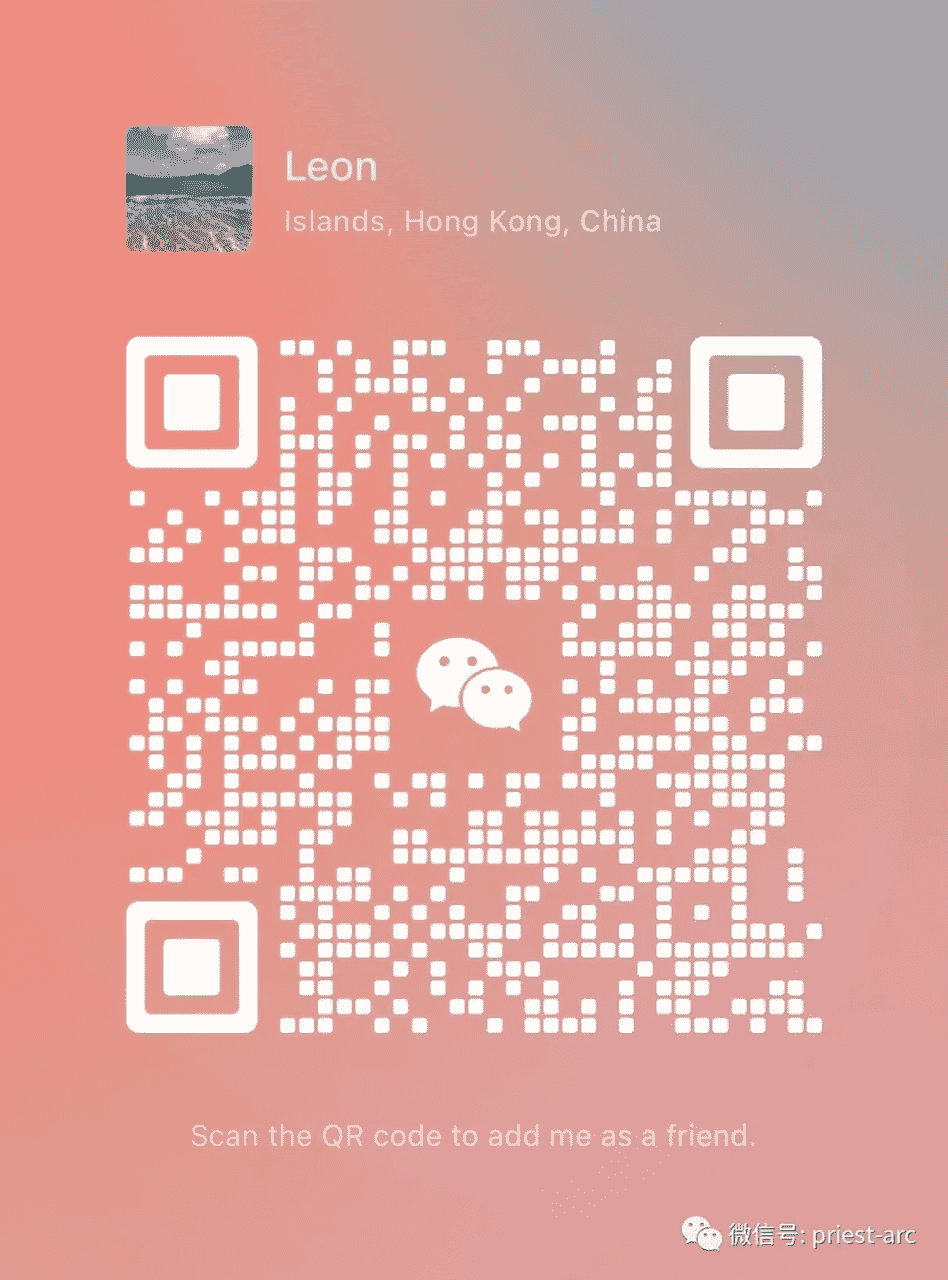 Leon
Islands, Hong Kong, China
Scan the QR code to add me as a friend.
微信号: priest-arc